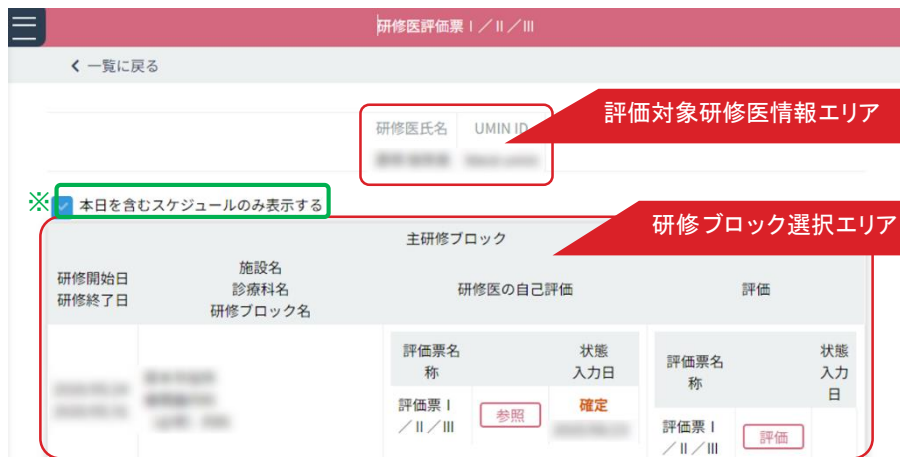 研修医評価票Ⅰ／Ⅱ／Ⅲ
一覧に戻る
評価対象研修医情報エリア
研修医氏名 UMIN ID
※ 本日を含むスケジュールのみ表示する
研修ブロック選択エリア
主研修ブロック
研修開始日
研修終了日
施設名
診療科名
研修ブロック名
研修医の自己評価
評価
評価票名
称
状態
入力日
評価票名
称
状態
入力
日
評価票Ⅰ
／Ⅱ／Ⅲ
参照
確定
評価票Ⅰ
／Ⅱ／Ⅲ
評価